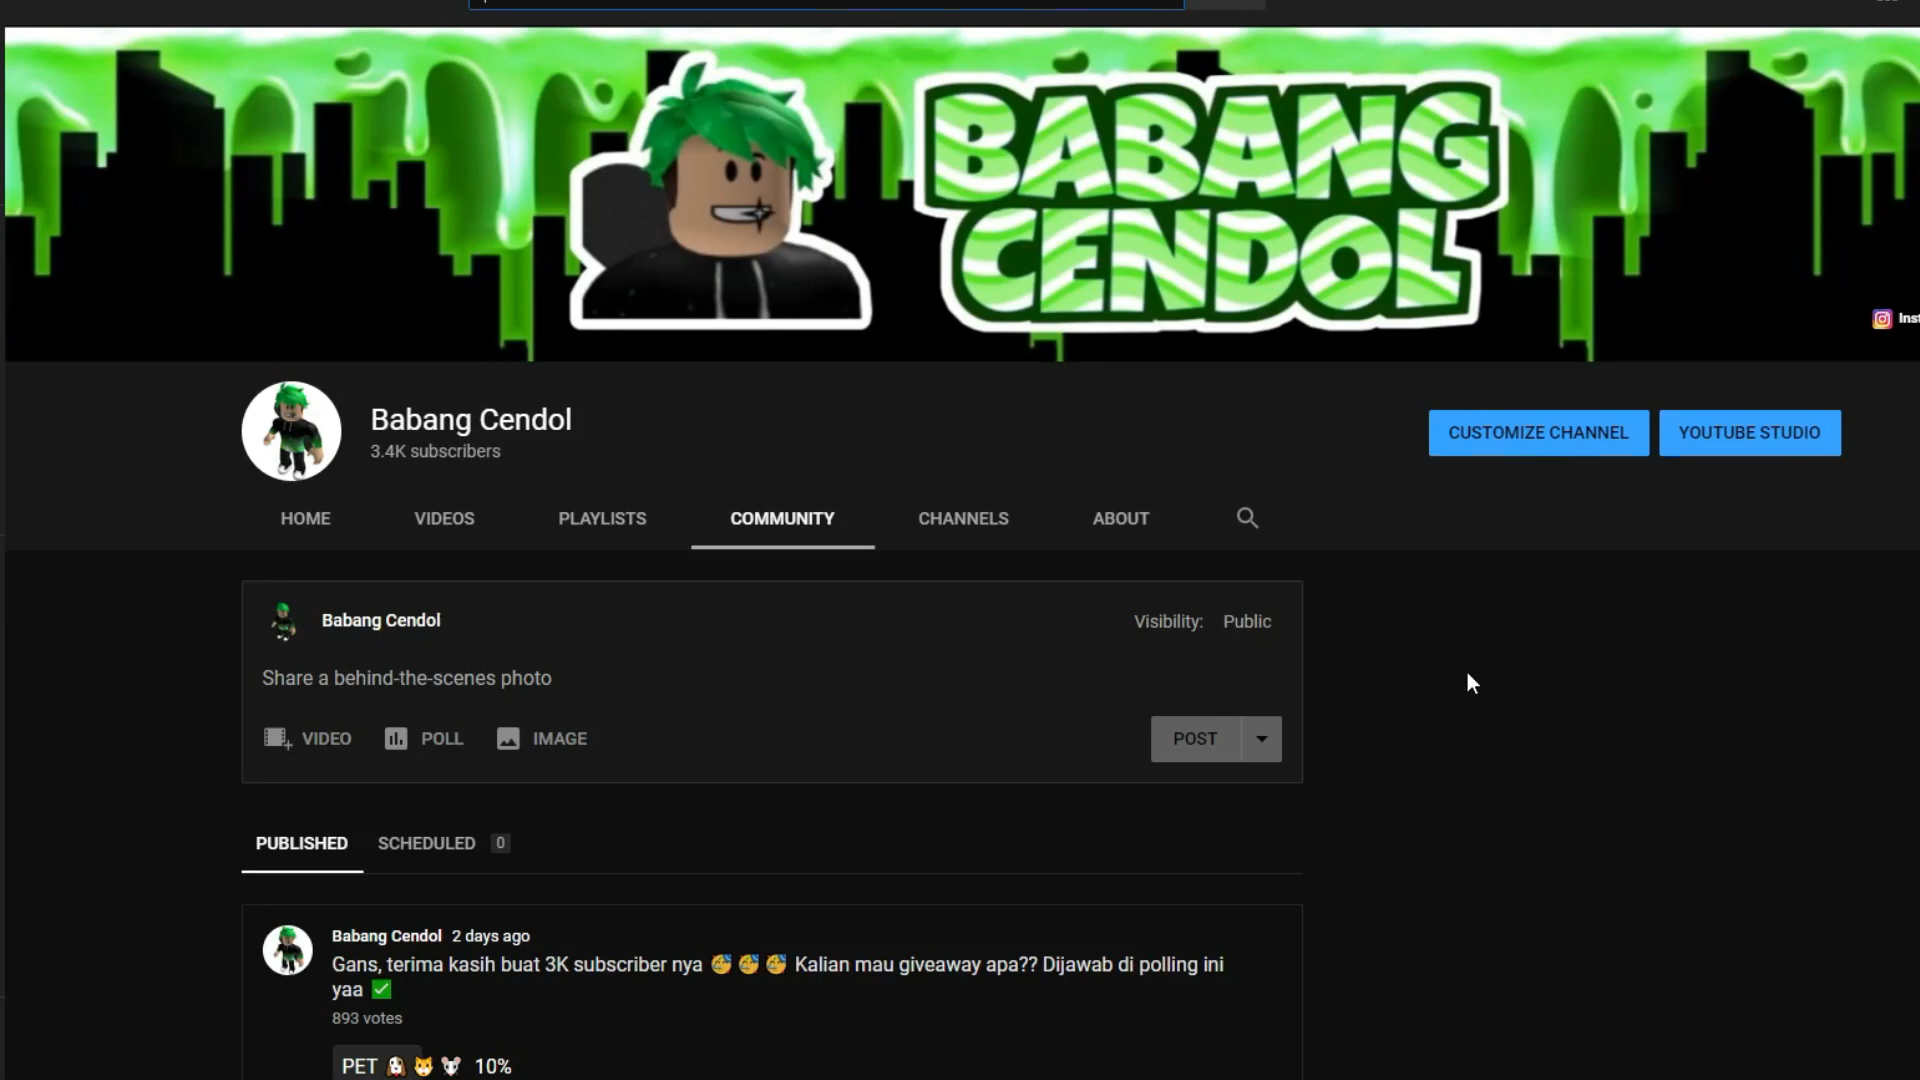 BABANG
CENDOL
Babang Cendol
3.4K subscribers
CUSTOMIZE CHANNEL
YOUTUBE STUDIO
HOME
VIDEOS
PLAYLISTS
COMMUNITY
CHANNELS
ABOUT
Babang Cendol
Visibility: Public
Share a behind-the-scenes photo
VIDEO
POLL
IMAGE
POST
PUBLISHED
SCHEDULED 0
Babang Cendol 2 days ago
Gans, terima kasih buat 3K subscriber nya 🥳 🥳 🥳 Kalian mau giveaway apa?? Dijawab di polling ini
yaa ✅
893 votes
PET 🐶 🐱 🐭 10%